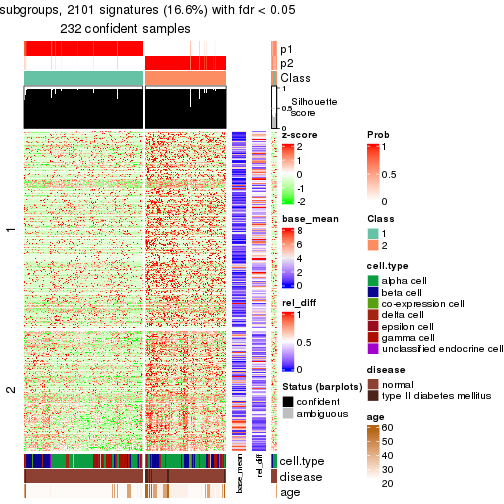 subgroups, 2101 signatures (16.6%) with fdr < 0.05
232 confident samples
p1
p2
Class
1
0.5
0
Silhouette
score
1
2
base_mean
rel_diff
cell.type
disease
age
z-score
2
1
0
-1
-2
base_mean
8
6
4
2
0
rel_diff
1
0.5
0
Status (barplots)
confident
ambiguous
Prob
1
0.5
0
Class
1
2
cell.type
alpha cell
beta cell
co-expression cell
delta cell
epsilon cell
gamma cell
unclassified endocrine cell
disease
normal
type II diabetes mellitus
age
60
50
40
30
20